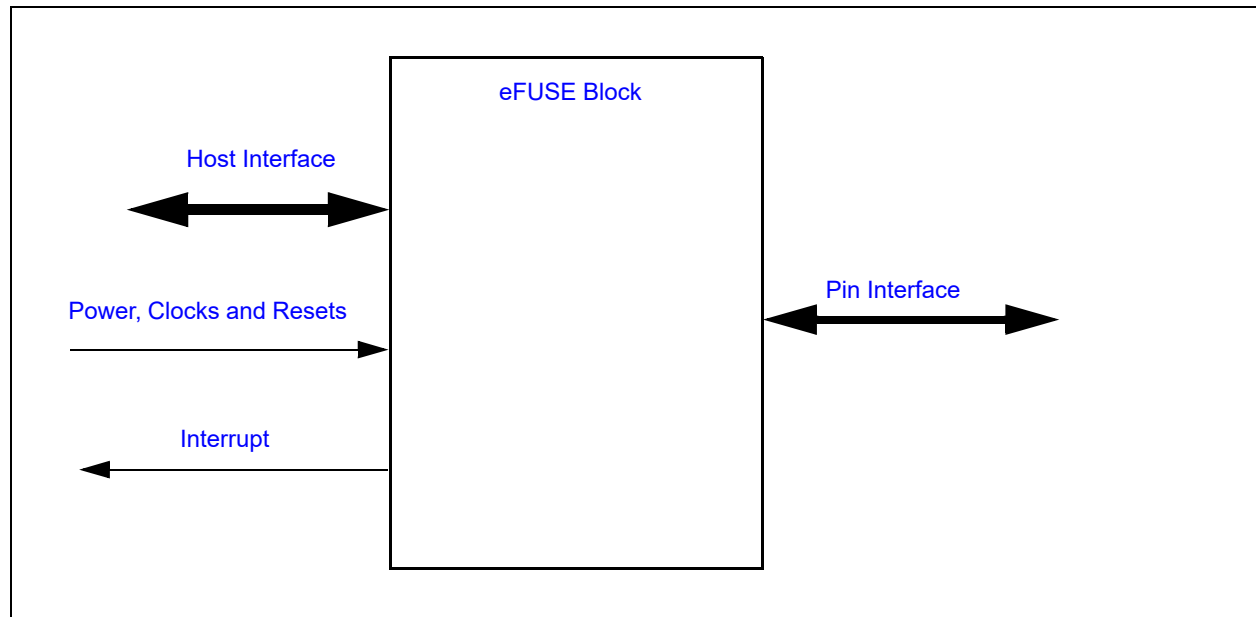 eFUSE Block
Host Interface
Power, Clocks and Resets
Pin Interface
Interrupt